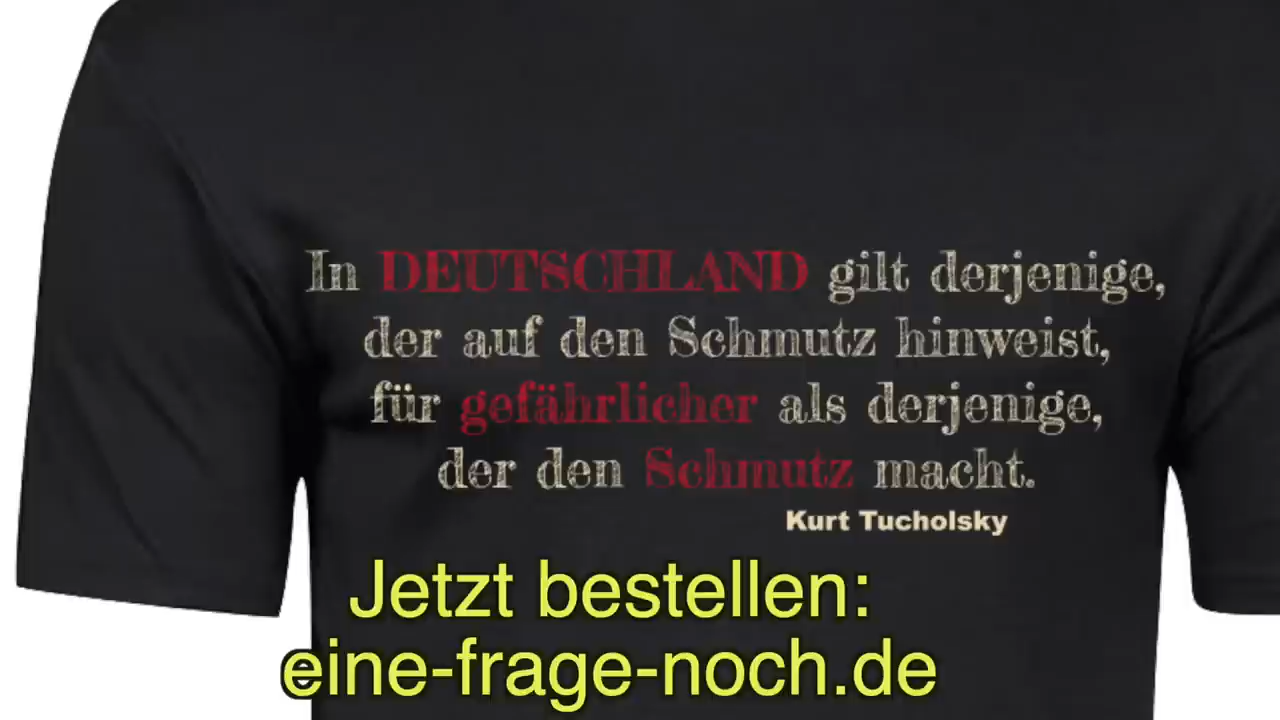 In DEUTSCHLAND gilt derjenige,
der auf den Schmutz hinweist,
für gefährlicher als derjenige,
der den Schmutz macht.
Kurt Tucholsky
Jetzt bestellen:
eine-frage-noch.de